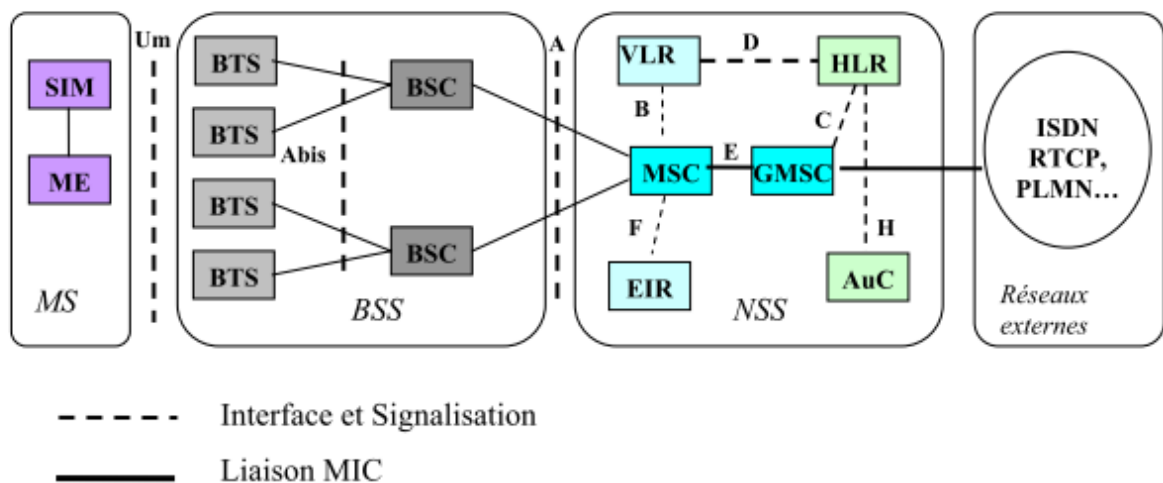 Um
SIM
ME
MS
BTS
BTS
BTS
BTS
Abis
BSC
BSC
BSS
A
VLR
D
HLR
B
C
MSC
E
GMSC
F
H
EIR
AuC
NSS
ISDN
RTCP,
PLMN...
Réseaux
externes
Interface et Signalisation
Liaison MIC